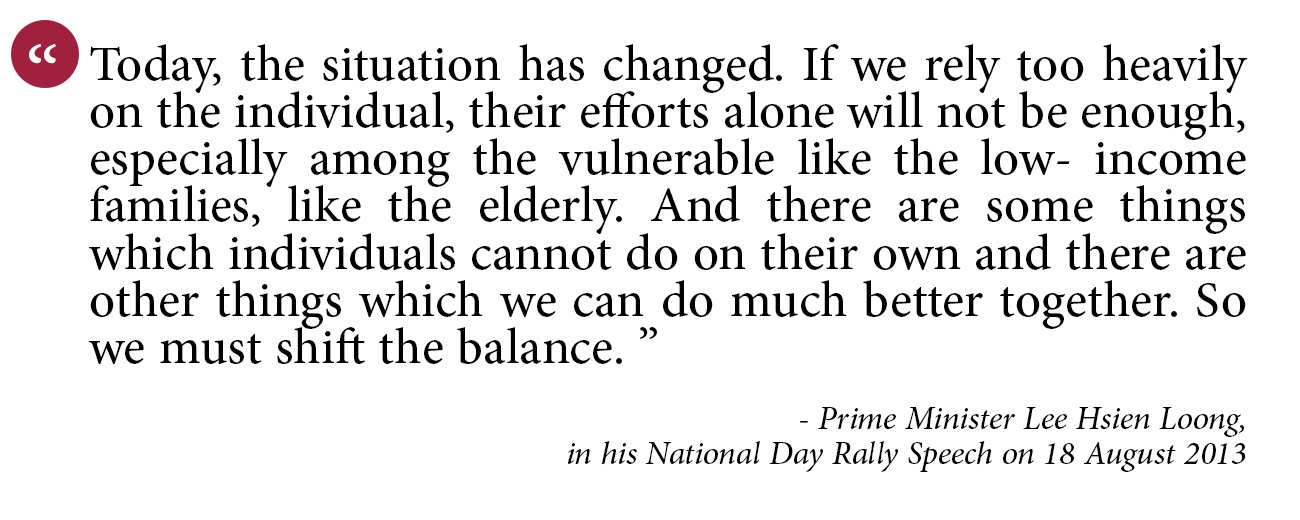 “ Today, the situation has changed. If we rely too heavily
on the individual, their efforts alone will not be enough,
especially among the vulnerable like the low- income
families, like the elderly. And there are some things
which individuals cannot do on their own and there are
other things which we can do much better together. So
we must shift the balance. ”
- Prime Minister Lee Hsien Loong,
in his National Day Rally Speech on 18 August 2013